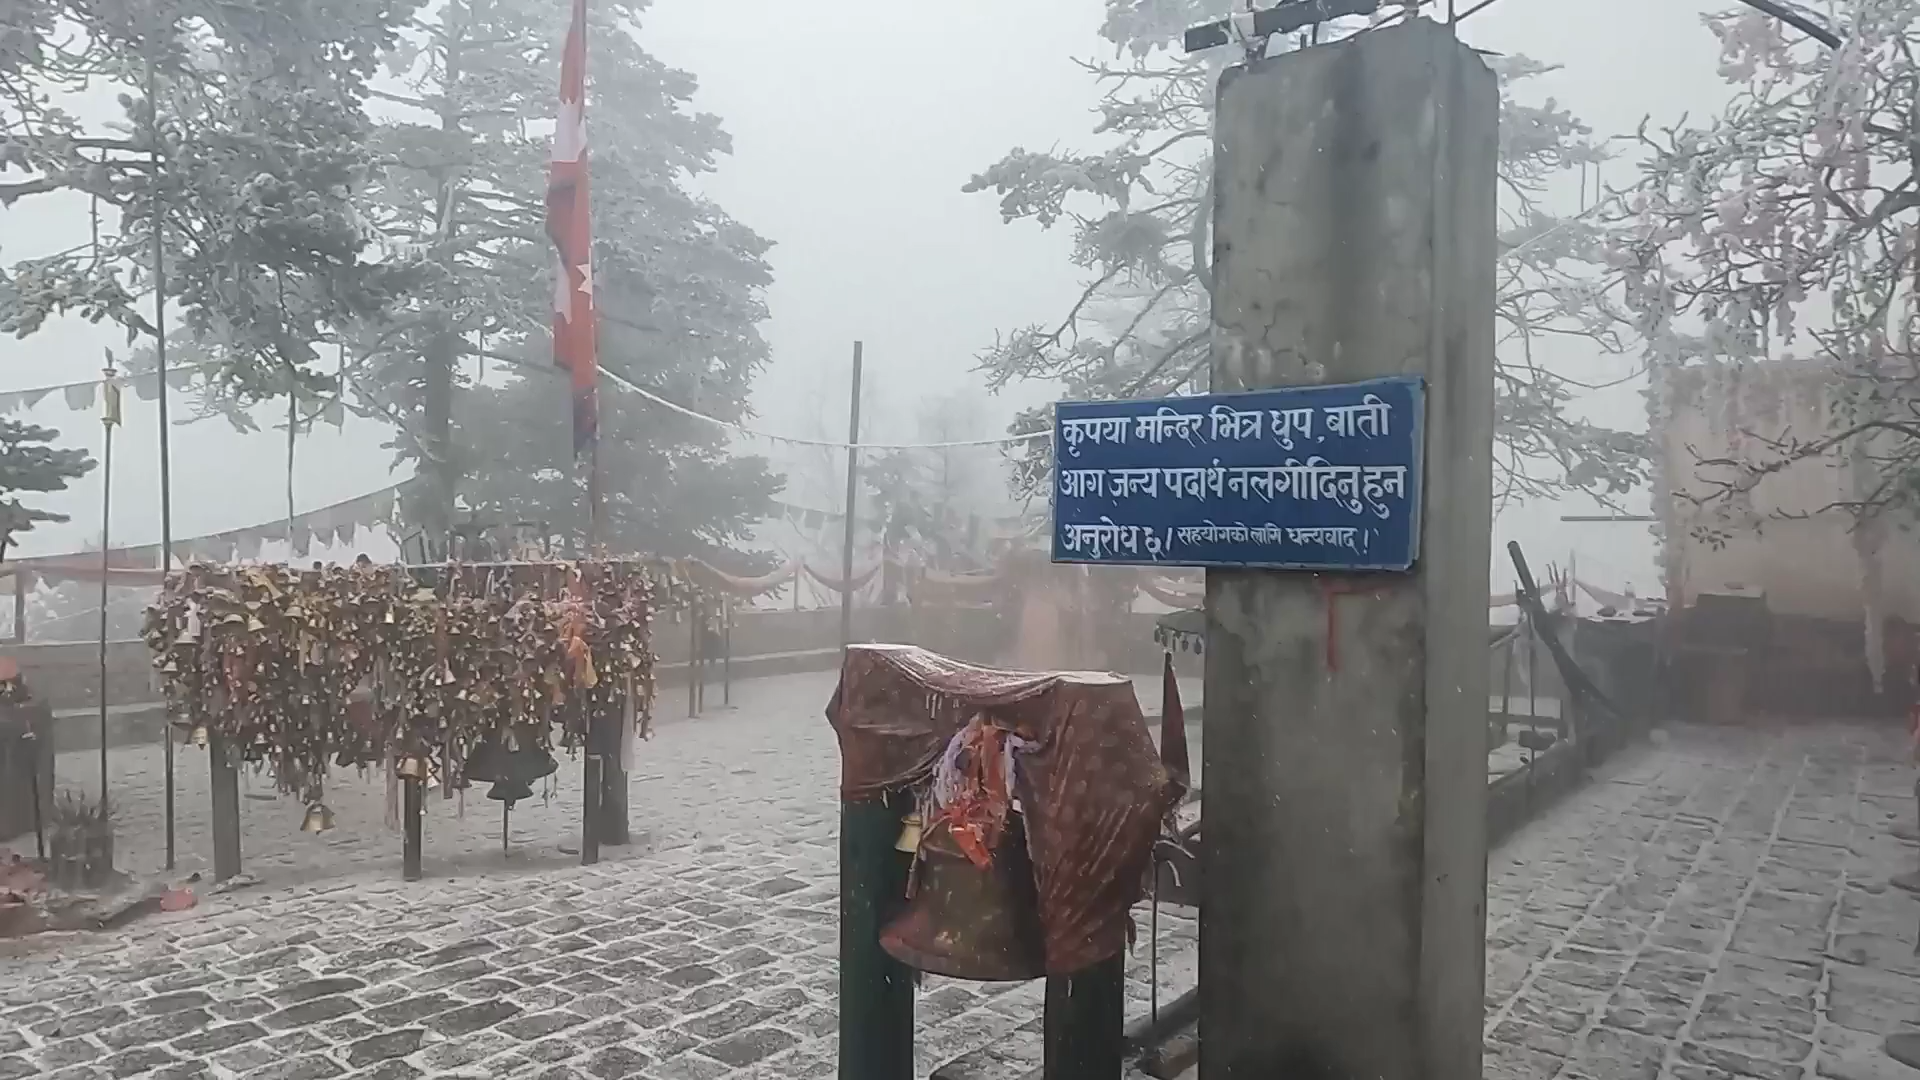 कृपया मन्दिर भित्र धुप, बाती
आग जन्य पदार्थ नलगीदिनुहुन
अनुरोध छ। सहयोगको लागि धन्यवाद!